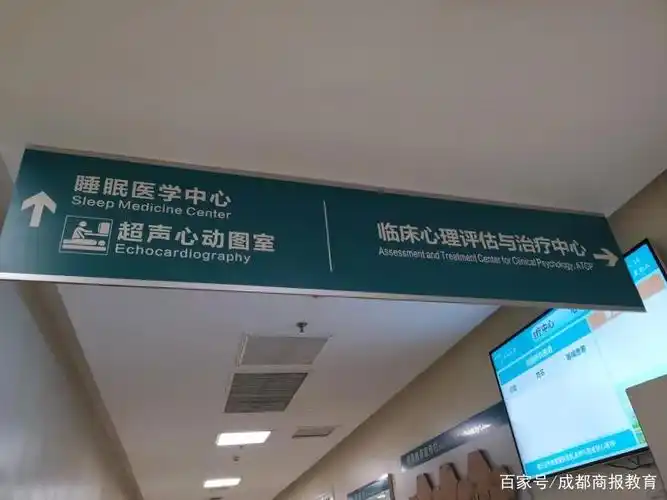 睡眠医学中心
Sleep Medicine Center
超声心动图室
Echocardiography
临床心理评估与治疗中心
Assessment and Treatment Center for Clinical Psychology, ATCP
百家号/成都商报教育